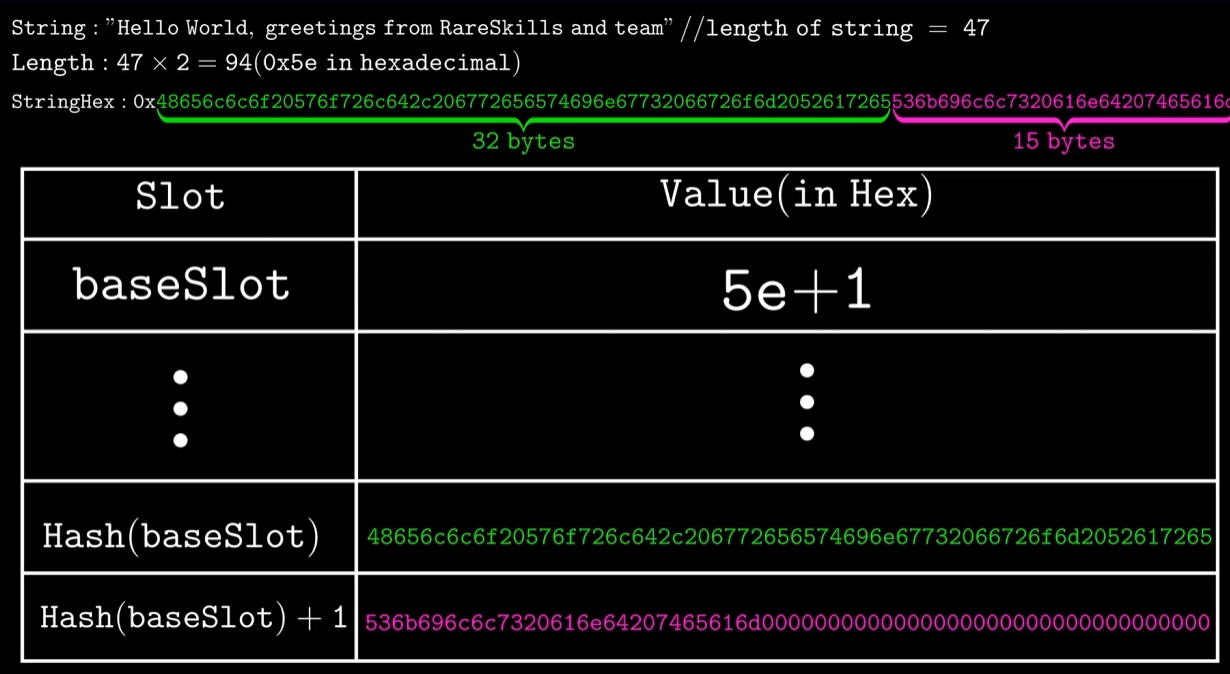 String : "Hello World, greetings from RareSkills and team" //length of string = 47
Length : 47 × 2 = 94(0x5e in hexadecimal)
StringHex : 0x48656c6c6f20576f726c642c206772656574696e67732066726f6d2052617265536b696c6c7320616e64207465616
32 bytes
15 bytes
Slot
Value(in Hex)
baseSlot
5e+1
Hash(baseSlot)
48656c6c6f20576f726c642c206772656574696e67732066726f6d2052617265
Hash(baseSlot) + 1
536b696c6c7320616e64207465616d0000000000000000000000000000000000